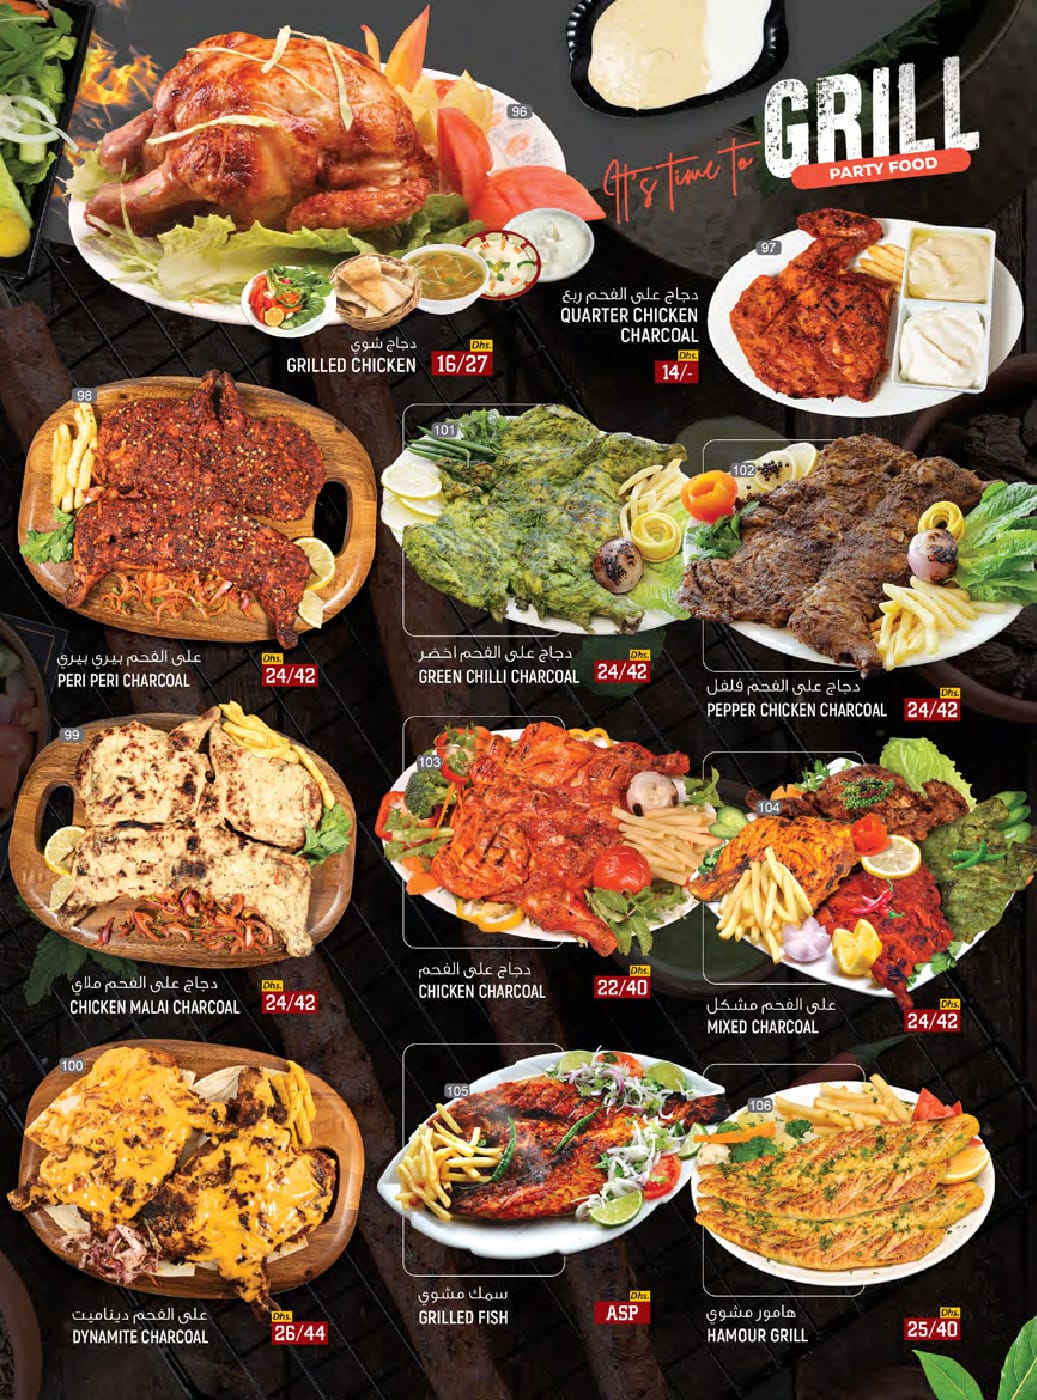 It's time to
GRILL
PARTY FOOD
96
دجاج شوي
GRILLED CHICKEN
Dhs.
16/27
97
دجاج على الفحم ربع
QUARTER CHICKEN
CHARCOAL
Dhs.
14/-
98
على الفحم بيري بيري
PERI PERI CHARCOAL
Dhs.
24/42
101
دجاج على الفحم اخضر
GREEN CHILLI CHARCOAL
Dhs.
24/42
102
دجاج على الفحم فلفل
PEPPER CHICKEN CHARCOAL
Dhs.
24/42
99
دجاج على الفحم ملاي
CHICKEN MALAI CHARCOAL
Dhs.
24/42
103
دجاج على الفحم
CHICKEN CHARCOAL
Dhs.
22/40
104
على الفحم مشكل
MIXED CHARCOAL
Dhs.
24/42
100
على الفحم ديناميت
DYNAMITE CHARCOAL
Dhs.
26/44
105
سمك مشوي
GRILLED FISH
Dhs.
ASP
106
هامور مشوي
HAMOUR GRILL
Dhs.
25/40